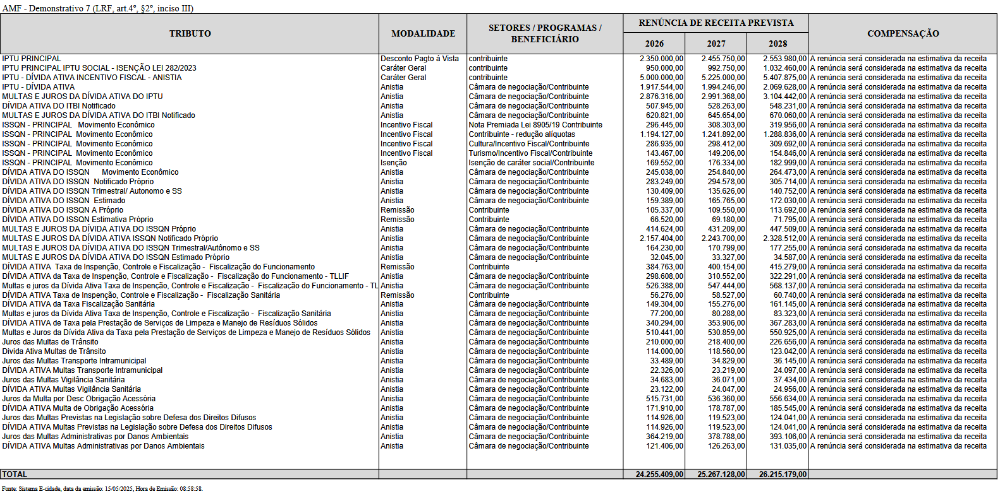 AMF - Demonstrativo 7 (LRF, art.4º, §2º, inciso III)
TRIBUTO MODALIDADE SETORES / PROGRAMAS / BENEFICIÁRIO RENÚNCIA DE RECEITA PREVISTA COMPENSAÇÃO
2026 2027 2028
IPTU PRINCIPAL Desconto Pagto à Vista contribuinte 2.350.000,00 2.455.750,00 2.553.980,00 A renúncia será considerada na estimativa da receita
IPTU PRINCIPAL IPTU SOCIAL - ISENÇÃO LEI 282/2023 Caráter Geral contribuinte 950.000,00 992.750,00 1.032.460,00 A renúncia será considerada na estimativa da receita
IPTU - DÍVIDA ATIVA INCENTIVO FISCAL - ANISTIA Caráter Geral contribuinte 5.000.000,00 5.225.000,00 5.407.875,00 A renúncia será considerada na estimativa da receita
IPTU - DÍVIDA ATIVA Anistia Câmara de negociação/Contribuinte 1.917.544,00 1.994.246,00 2.069.628,00 A renúncia será considerada na estimativa da receita
MULTAS E JUROS DA DÍVIDA ATIVA DO IPTU Anistia Câmara de negociação/Contribuinte 2.876.316,00 2.991.368,00 3.104.442,00 A renúncia será considerada na estimativa da receita
DÍVIDA ATIVA DO ITBI Notificado Anistia Câmara de negociação/Contribuinte 507.945,00 528.263,00 548.231,00 A renúncia será considerada na estimativa da receita
MULTAS E JUROS DA DÍVIDA ATIVA DO ITBI Notificado Anistia Câmara de negociação/Contribuinte 620.821,00 645.654,00 670.060,00 A renúncia será considerada na estimativa da receita
ISSQN - PRINCIPAL Movimento Econômico Incentivo Fiscal Nota Premiada Lei 8905/19 Contribuinte 296.445,00 308.303,00 319.956,00 A renúncia será considerada na estimativa da receita
ISSQN - PRINCIPAL Movimento Econômico Incentivo Fiscal Contribuinte - redução alíquotas 1.194.127,00 1.241.892,00 1.288.836,00 A renúncia será considerada na estimativa da receita
ISSQN - PRINCIPAL Movimento Econômico Incentivo Fiscal Cultura/Incentivo Fiscal/Contribuinte 286.935,00 298.412,00 309.692,00 A renúncia será considerada na estimativa da receita
ISSQN - PRINCIPAL Movimento Econômico Incentivo Fiscal Turismo/Incentivo Fiscal/Contribuinte 143.467,00 149.206,00 154.846,00 A renúncia será considerada na estimativa da receita
ISSQN - PRINCIPAL Movimento Econômico Isenção Isenção de caráter social/Contribuinte 169.552,00 176.334,00 182.999,00 A renúncia será considerada na estimativa da receita
DÍVIDA ATIVA DO ISSQN Movimento Econômico Anistia Câmara de negociação/Contribuinte 245.038,00 254.840,00 264.473,00 A renúncia será considerada na estimativa da receita
DÍVIDA ATIVA DO ISSQN Notificado Próprio Anistia Câmara de negociação/Contribuinte 283.249,00 294.578,00 305.714,00 A renúncia será considerada na estimativa da receita
DÍVIDA ATIVA DO ISSQN Trimestral/ Autonomo e SS Anistia Câmara de negociação/Contribuinte 130.409,00 135.626,00 140.752,00 A renúncia será considerada na estimativa da receita
DÍVIDA ATIVA DO ISSQN Estimado Anistia Câmara de negociação/Contribuinte 159.389,00 165.765,00 172.030,00 A renúncia será considerada na estimativa da receita
DÍVIDA ATIVA DO ISSQN A Próprio Remissão Contribuinte 105.337,00 109.550,00 113.692,00 A renúncia será considerada na estimativa da receita
DÍVIDA ATIVA DO ISSQN Estimativa Próprio Remissão Contribuinte 66.520,00 69.180,00 71.795,00 A renúncia será considerada na estimativa da receita
MULTAS E JUROS DA DÍVIDA ATIVA DO ISSQN Próprio Anistia Câmara de negociação/Contribuinte 414.624,00 431.209,00 447.509,00 A renúncia será considerada na estimativa da receita
MULTAS E JUROS DA DÍVIDA ATIVA ISSQN Notificado Próprio Anistia Câmara de negociação/Contribuinte 2.157.404,00 2.243.700,00 2.328.512,00 A renúncia será considerada na estimativa da receita
MULTAS E JUROS DA DÍVIDA ATIVA DO ISSQN Trimestral/Autônomo e SS Anistia Câmara de negociação/Contribuinte 164.230,00 170.799,00 177.255,00 A renúncia será considerada na estimativa da receita
MULTAS E JUROS DA DÍVIDA ATIVA DO ISSQN Estimado Próprio Anistia Câmara de negociação/Contribuinte 32.045,00 33.327,00 34.587,00 A renúncia será considerada na estimativa da receita
DÍVIDA ATIVA Taxa de Inspenção, Controle e Fiscalização - Fiscalização do Funcionamento Remissão Contribuinte 384.763,00 400.154,00 415.279,00 A renúncia será considerada na estimativa da receita
DÍVIDA ATIVA da Taxa de Inspenção, Controle e Fiscalização - Fiscalização do Funcionamento - TLLIF Anistia Câmara de negociação/Contribuinte 298.608,00 310.552,00 322.291,00 A renúncia será considerada na estimativa da receita
Multas e juros da Dívida Ativa Taxa de Inspenção, Controle e Fiscalização - Fiscalização do Funcionamento - TL Anistia Câmara de negociação/Contribuinte 526.388,00 547.444,00 568.137,00 A renúncia será considerada na estimativa da receita
DÍVIDA ATIVA Taxa de Inspenção, Controle e Fiscalização - Fiscalização Sanitária Remissão Contribuinte 56.276,00 58.527,00 60.740,00 A renúncia será considerada na estimativa da receita
DÍVIDA ATIVA da Taxa Fiscalização Sanitária Anistia Câmara de negociação/Contribuinte 149.304,00 155.276,00 161.145,00 A renúncia será considerada na estimativa da receita
Multas e juros da Dívida Ativa Taxa de Inspenção, Controle e Fiscalização - Fiscalização Sanitária Anistia Câmara de negociação/Contribuinte 77.200,00 80.288,00 83.323,00 A renúncia será considerada na estimativa da receita
DÍVIDA ATIVA de Taxa pela Prestação de Serviços de Limpeza e Manejo de Resíduos Sólidos Anistia Câmara de negociação/Contribuinte 340.294,00 353.906,00 367.283,00 A renúncia será considerada na estimativa da receita
Multas e Juros da Dívida Ativa da Taxa pela Prestação de Serviços de Limpeza e Manejo de Resíduos Sólidos Anistia Câmara de negociação/Contribuinte 510.441,00 530.859,00 550.925,00 A renúncia será considerada na estimativa da receita
Juros das Multas de Trânsito Anistia Câmara de negociação/Contribuinte 210.000,00 218.400,00 226.656,00 A renúncia será considerada na estimativa da receita
Divida Ativa Multas de Trânsito Anistia Câmara de negociação/Contribuinte 114.000,00 118.560,00 123.042,00 A renúncia será considerada na estimativa da receita
Juros das Multas Transporte Intramunicipal Anistia Câmara de negociação/Contribuinte 33.489,00 34.829,00 36.145,00 A renúncia será considerada na estimativa da receita
DÍVIDA ATIVA Multas Transporte Intramunicipal Anistia Câmara de negociação/Contribuinte 22.326,00 23.219,00 24.097,00 A renúncia será considerada na estimativa da receita
Juros das Multas Vigilância Sanitária Anistia Câmara de negociação/Contribuinte 34.683,00 36.071,00 37.434,00 A renúncia será considerada na estimativa da receita
DÍVIDA ATIVA Multas Vigilância Sanitária Anistia Câmara de negociação/Contribuinte 23.122,00 24.047,00 24.956,00 A renúncia será considerada na estimativa da receita
Juros da Multa por Desc Obrigação Acessória Anistia Câmara de negociação/Contribuinte 515.731,00 536.360,00 556.634,00 A renúncia será considerada na estimativa da receita
DÍVIDA ATIVA Multa de Obrigação Acessória Anistia Câmara de negociação/Contribuinte 171.910,00 178.787,00 185.545,00 A renúncia será considerada na estimativa da receita
Juros das Multas Previstas na Legislação sobre Defesa dos Direitos Difusos Anistia Câmara de negociação/Contribuinte 114.926,00 119.523,00 124.041,00 A renúncia será considerada na estimativa da receita
DÍVIDA ATIVA Multas Previstas na Legislação sobre Defesa dos Direitos Difusos Anistia Câmara de negociação/Contribuinte 114.926,00 119.523,00 124.041,00 A renúncia será considerada na estimativa da receita
Juros das Multas Administrativas por Danos Ambientais Anistia Câmara de negociação/Contribuinte 364.219,00 378.788,00 393.106,00 A renúncia será considerada na estimativa da receita
DÍVIDA ATIVA Multas Administrativas por Danos Ambientais Anistia Câmara de negociação/Contribuinte 121.406,00 126.263,00 131.035,00 A renúncia será considerada na estimativa da receita
TOTAL 24.255.409,00 25.267.128,00 26.215.179,00
Fonte: Sistema E-cidade, data da emissão: 15/05/2025, Hora de Emissão: 08:58:58.